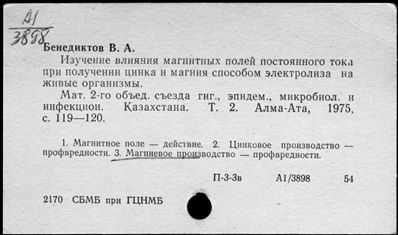 А1
3898
Бенедиктов В. А.
Изучение влияния магнитных полей постоянного тока
при получении цинка и магния способом электролиза на
живые организмы.
Мат. 2-го объед. съезда гиг., эпидем., микробиол. и
инфекцион. Казахстана. Т. 2. Алма-Ата, 1975,
с. 119—120.
1. Магнитное поле — действие. 2. Цинковое производство —
профвредности. 3. Магниевое производство — профвредности.
П-3-3в А1/3898 54
2170 СБМБ при ГЦНМБ